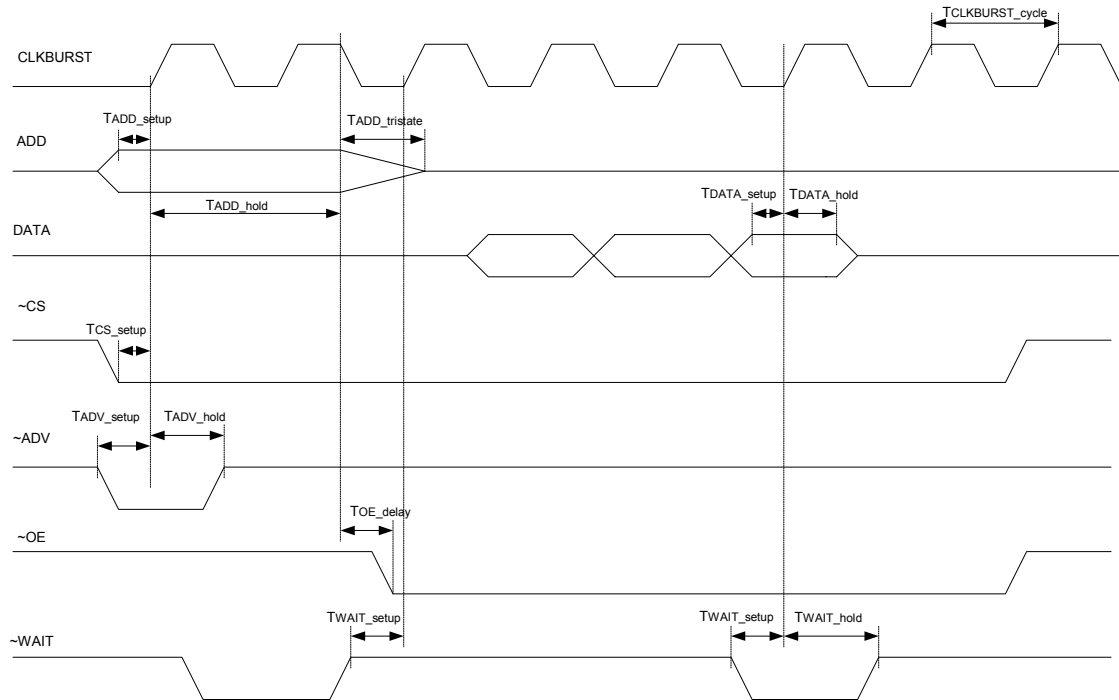 TCLKBURST_cycle
CLKBURST
TADD_setup
TADD_tristate
ADD
TADD_hold
TDATA_setup
TDATA_hold
DATA
~CS
TCS_setup
TADV_setup
TADV_hold
~ADV
TOE_delay
~OE
TWAIT_setup
TWAIT_setup
TWAIT_hold
~WAIT